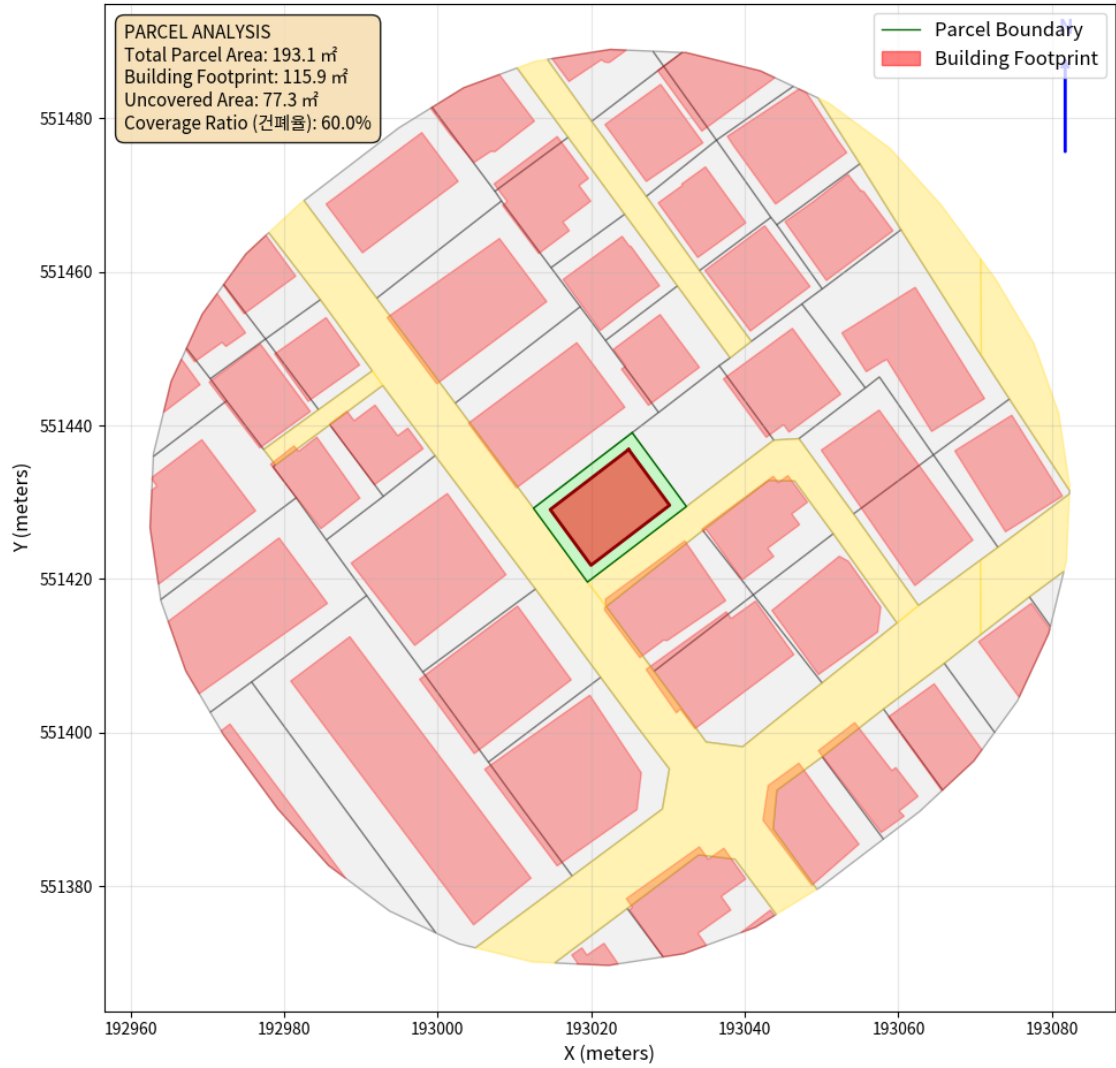 PARCEL ANALYSIS
Total Parcel Area: 193.1 ㎡
Building Footprint: 115.9 ㎡
Uncovered Area: 77.3 ㎡
Coverage Ratio (건폐율): 60.0%
Parcel Boundary
Building Footprint
N
551480
551460
551440
551420
551400
551380
Y (meters)
192960 192980 193000 193020 193040 193060 193080
X (meters)